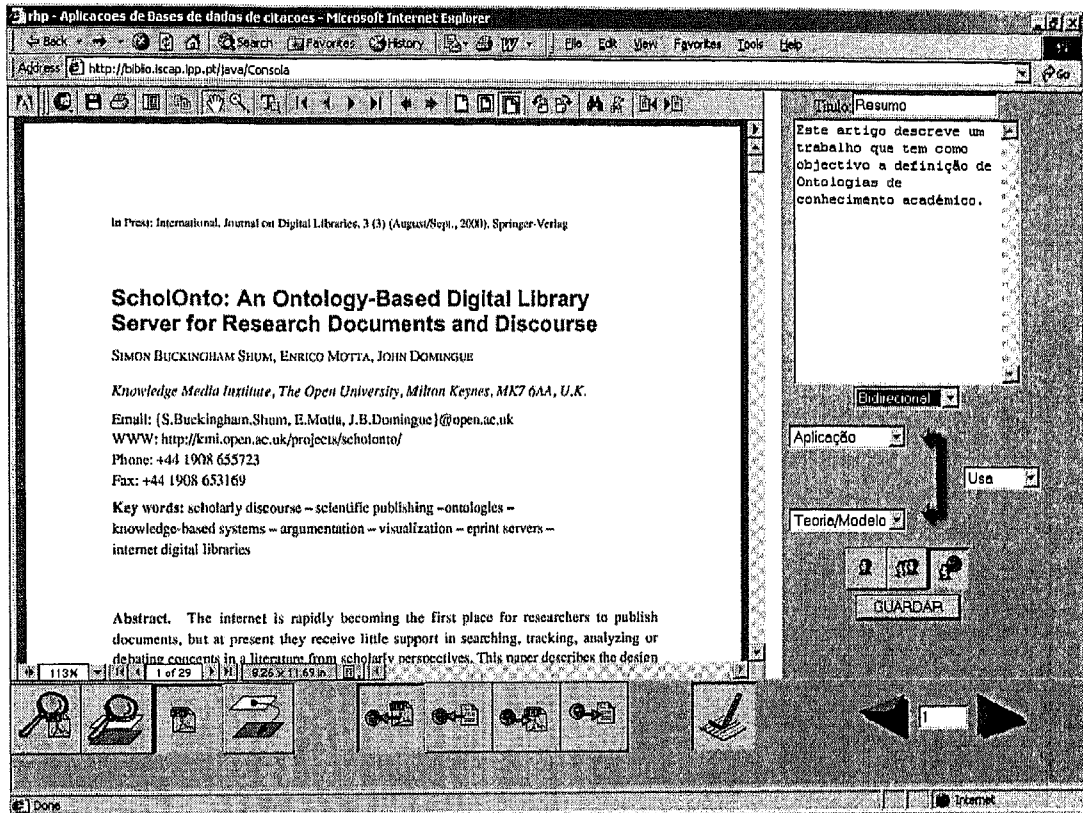 rhp - Aplicacoes de Bases de dados de citacoes - Microsoft Internet Explorer
Back Search Favorites History File Edit View Favorites Tools Help
Address http://biblio.iscap.ipp.pt/java/Consola Go
In Press: International, Journal on Digital Libraries, 3 (3) (August/Sept., 2000). Springer-Verlag
ScholOnto: An Ontology-Based Digital Library
Server for Research Documents and Discourse
SIMON BUCKINGHAM SHUM, ENRICO MOTTA, JOHN DOMINGUE
Knowledge Media Institute, The Open University, Milton Keynes, MK7 6AA, U.K.
Email: {S.Buckingham.Shum, E.Motta, J.B.Domingue}@open.ac.uk
WWW: http://kmi.open.ac.uk/projects/scholonto/
Phone: +44 1908 655723
Fax: +44 1908 653169
Key words: scholarly discourse – scientific publishing –ontologies –
knowledge-based systems – argumentation – visualization – eprint servers –
internet digital libraries
Abstract. The internet is rapidly becoming the first place for researchers to publish
documents, but at present they receive little support in searching, tracking, analyzing or
debating concepts in a literature from scholarly perspectives. This paper describes the design
113% 1 of 29 8.26 x 11.69 in
Título Resumo
Este artigo descreve um
trabalho que tem como
objectivo a definição de
Ontologias de
conhecimento académico.
Bidirecional
Aplicação
Usa
Teoria/Modelo
GUARDAR
1
Done
Internet